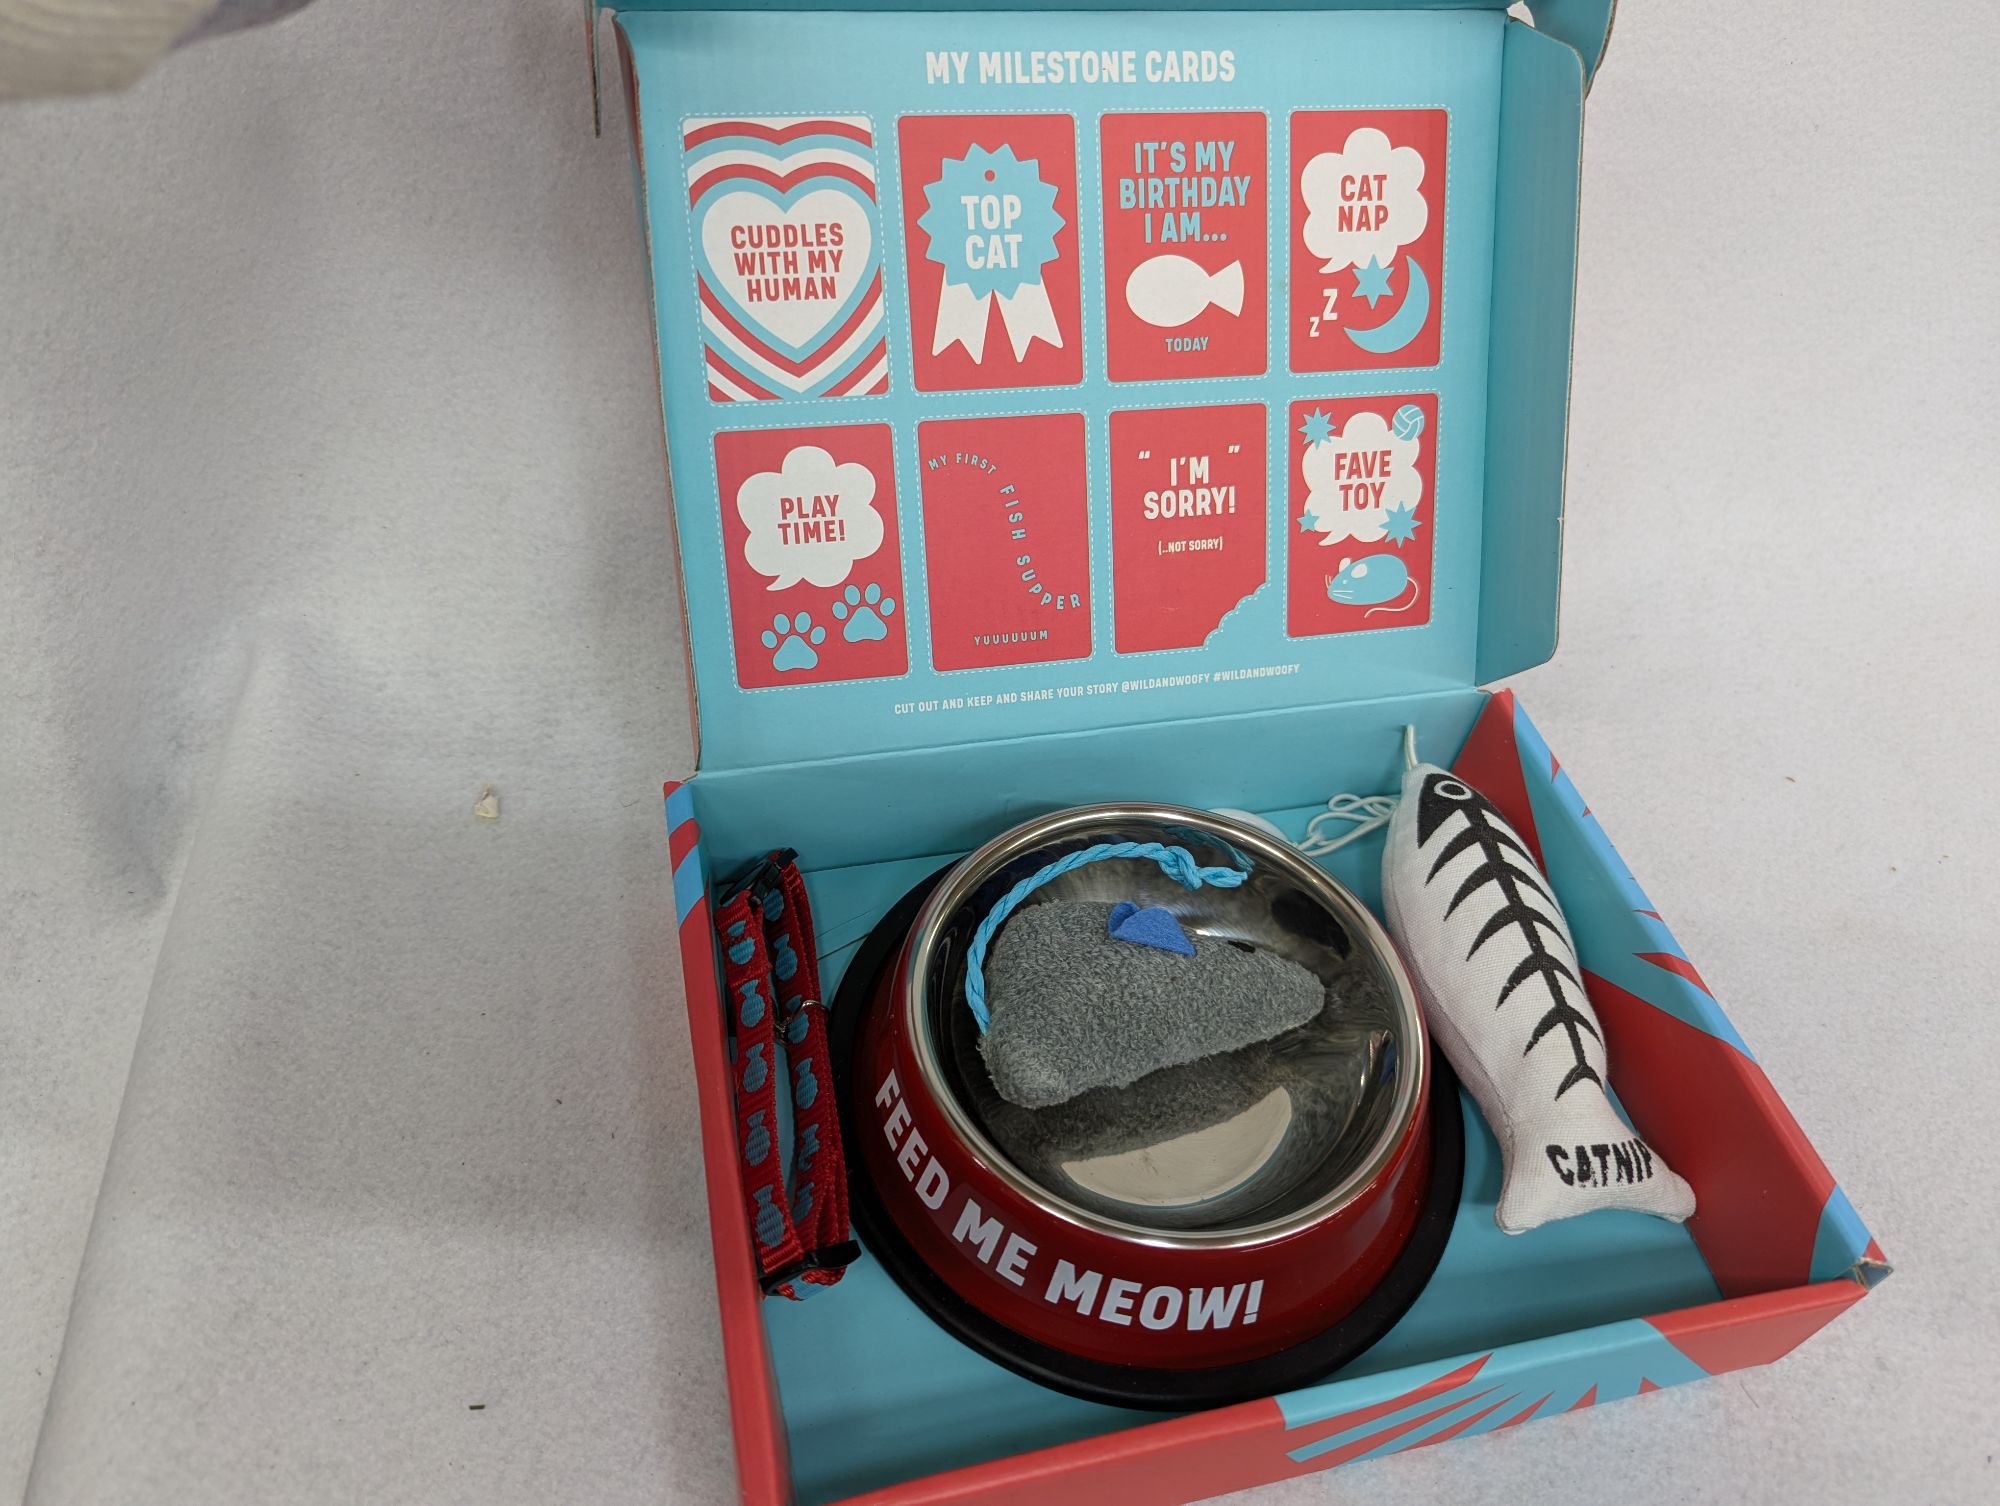 MY MILESTONE CARDS
CUDDLES
WITH MY
HUMAN
TOP
CAT
IT'S MY
BIRTHDAY
I AM...
TODAY
CAT
NAP
Z
Z
PLAY
TIME!
MY FIRST FISH SUPPER
YUUUUUUM
" I'M "
SORRY!
(..NOT SORRY)
FAVE
TOY
CUT OUT AND KEEP AND SHARE YOUR STORY @WILDANDWOOFY #WILDANDWOOFY
FEED ME MEOW!
CATNIP